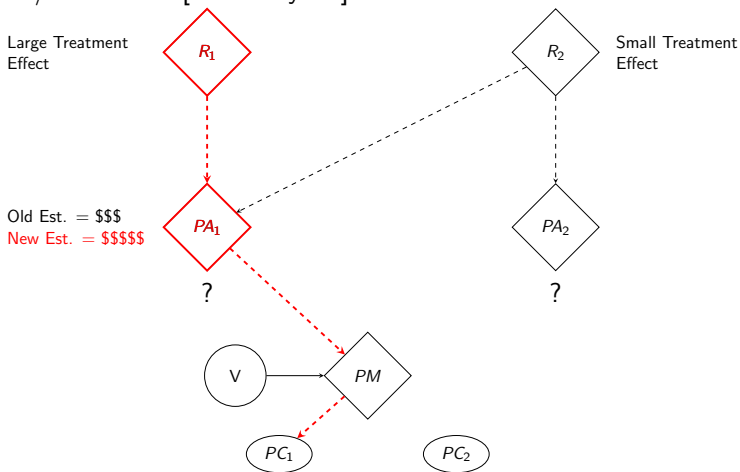 Large Treatment
Effect
R1
R2
Small Treatment
Effect
Old Est. = $$$
New Est. = $$$$$
PA1
PA2
?
?
V
PM
PC1
PC2